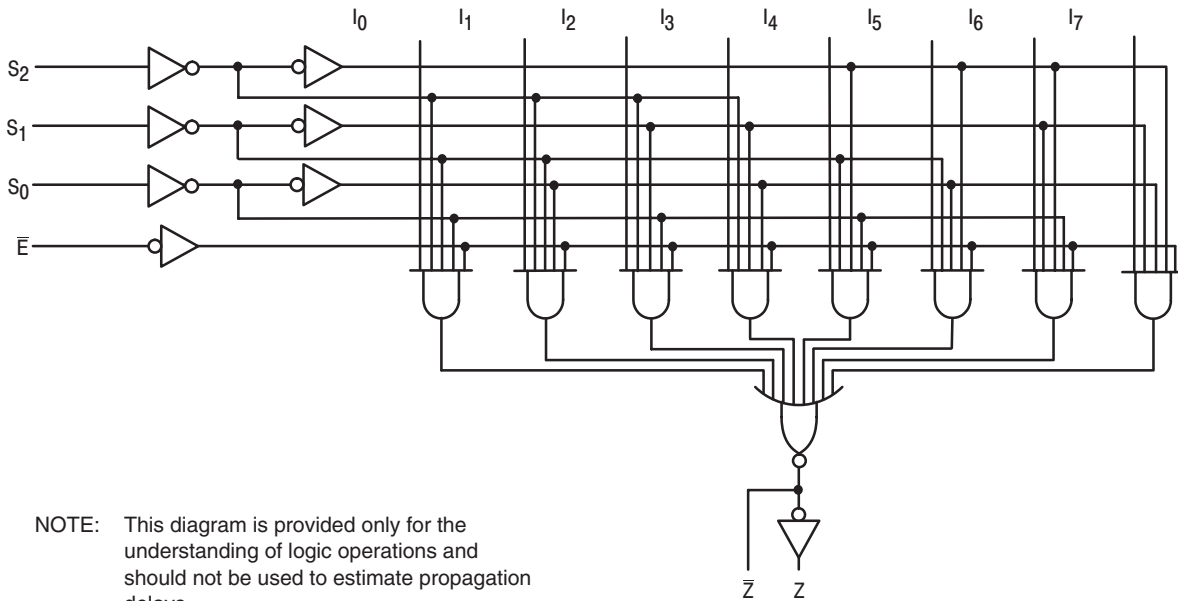 I0 I1 I2 I3 I4 I5 I6 I7
S2
S1
S0
E̅
NOTE: This diagram is provided only for the
understanding of logic operations and
should not be used to estimate propagation
Z̅ Z